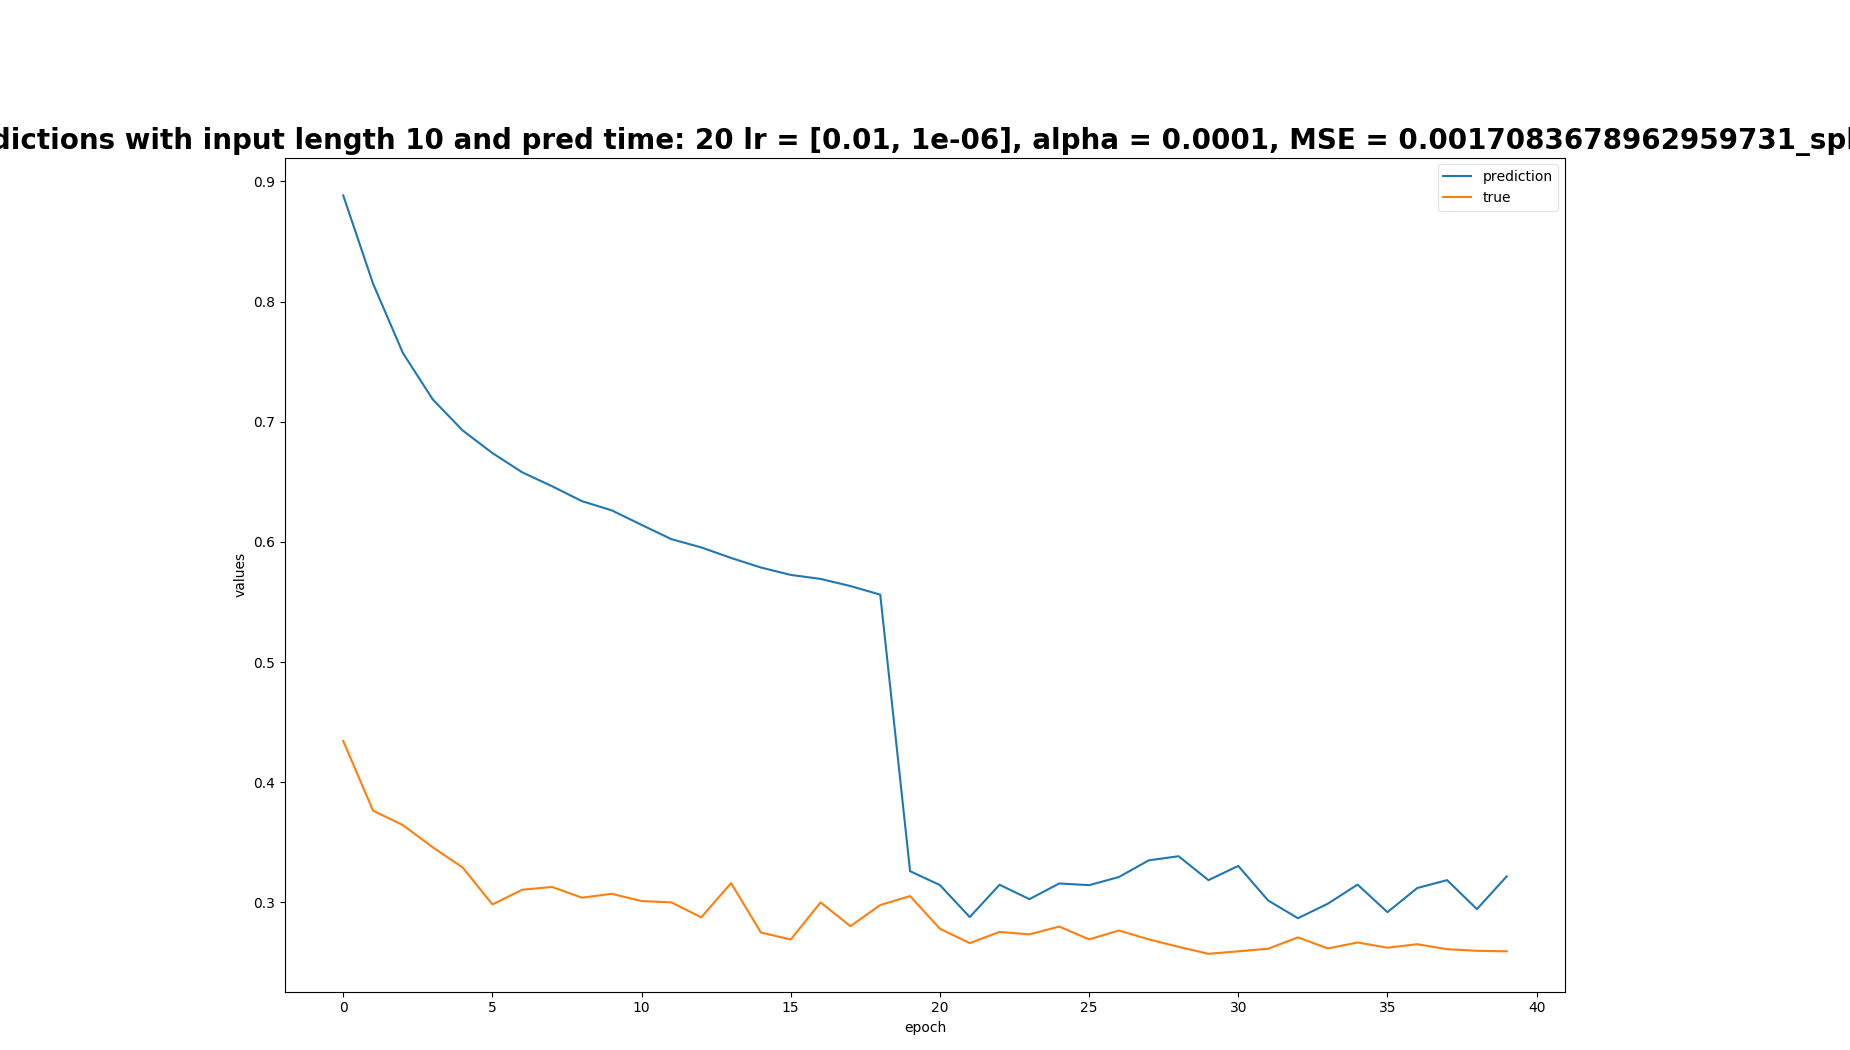 dictions with input length 10 and pred time: 20 lr = [0.01, 1e-06], alpha = 0.0001, MSE = 0.0017083678962959731_spl
prediction
true
0.9
0.8
0.7
0.6
0.5
0.4
0.3
values
0 5 10 15 20 25 30 35 40
epoch